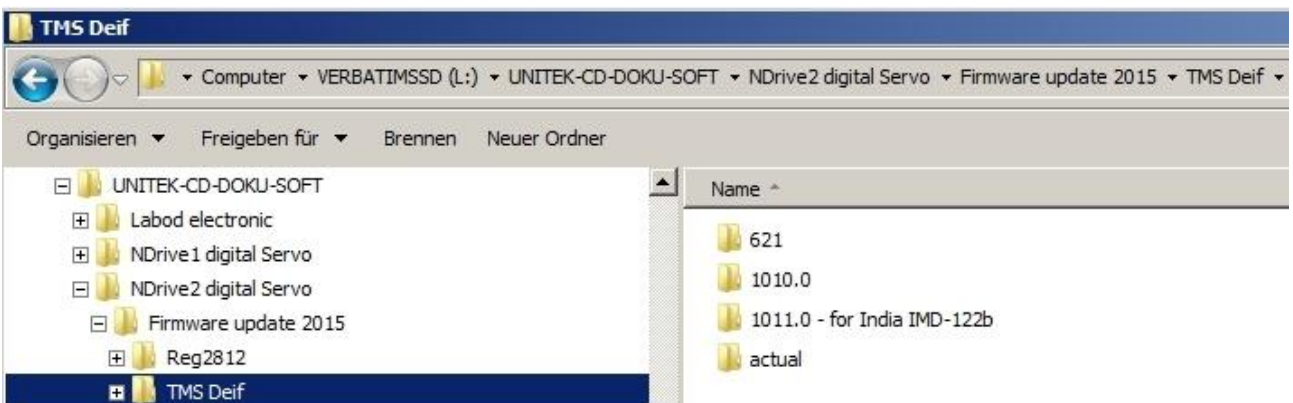 TMS Deif
Computer VERBATIMSSD (L:) UNITEK-CD-DOKU-SOFT NDrive2 digital Servo Firmware update 2015 TMS Deif
Organisieren Freigeben für Brennen Neuer Ordner
UNITEK-CD-DOKU-SOFT
Labod electronic
NDrive1 digital Servo
NDrive2 digital Servo
Firmware update 2015
Reg2812
TMS Deif
Name
621
1010.0
1011.0 - for India IMD-122b
actual